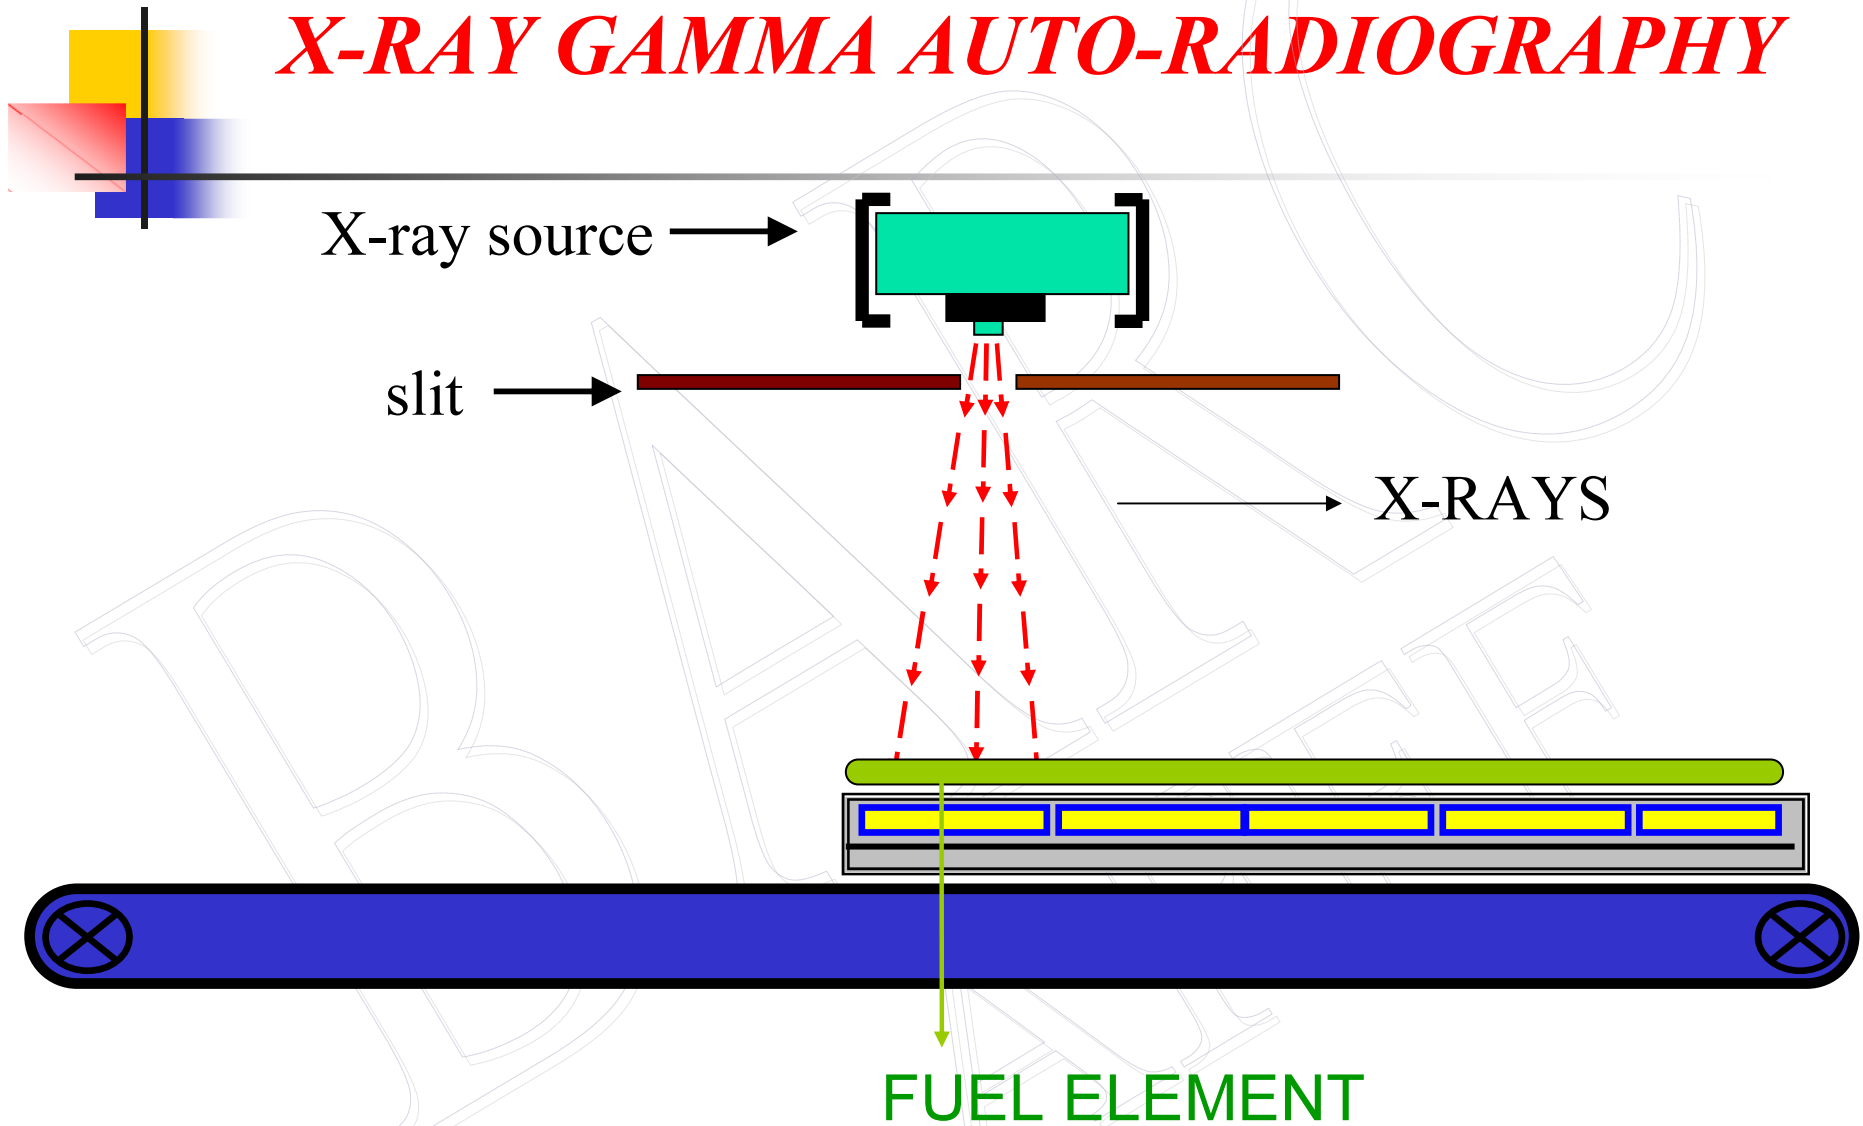 X-RAY GAMMA AUTO-RADIOGRAPHY
X-ray source
slit
X-RAYS
FUEL ELEMENT